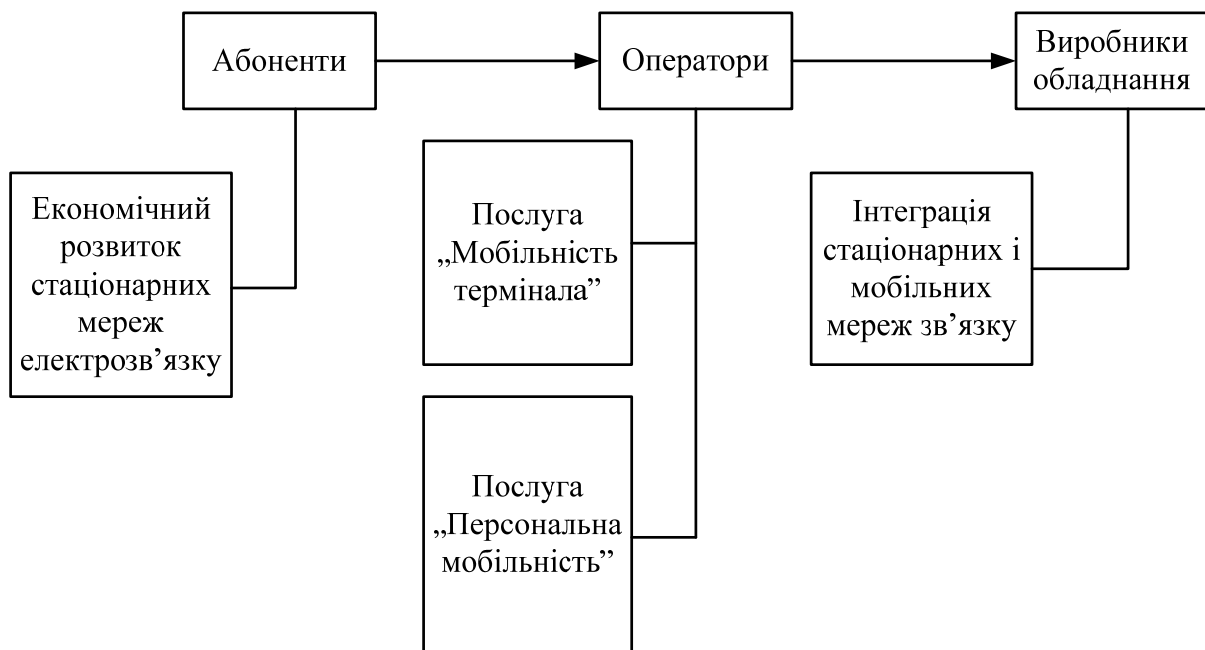 Абоненти
Оператори
Виробники
обладнання
Економічний
розвиток
стаціонарних
мереж
електрозв’язку
Послуга
„Мобільність
термінала”
Інтеграція
стаціонарних і
мобільних
мереж зв’язку
Послуга
„Персональна
мобільність”